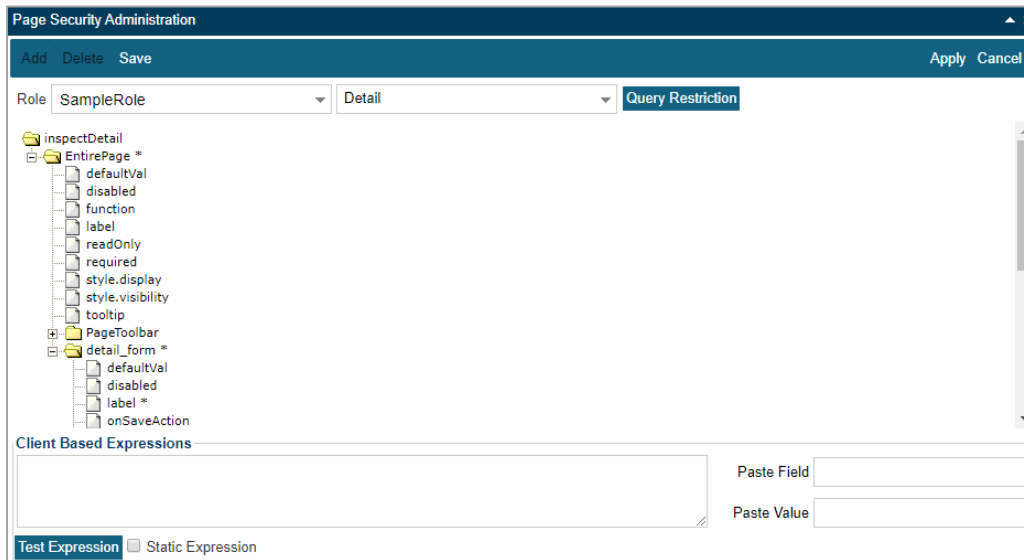 Page Security Administration
Add Delete Save Apply Cancel
Role SampleRole Detail Query Restriction
inspectDetail
EntirePage *
defaultVal
disabled
function
label
readOnly
required
style.display
style.visibility
tooltip
PageToolbar
detail_form *
defaultVal
disabled
label *
onSaveAction
Client Based Expressions
Paste Field
Paste Value
Test Expression Static Expression